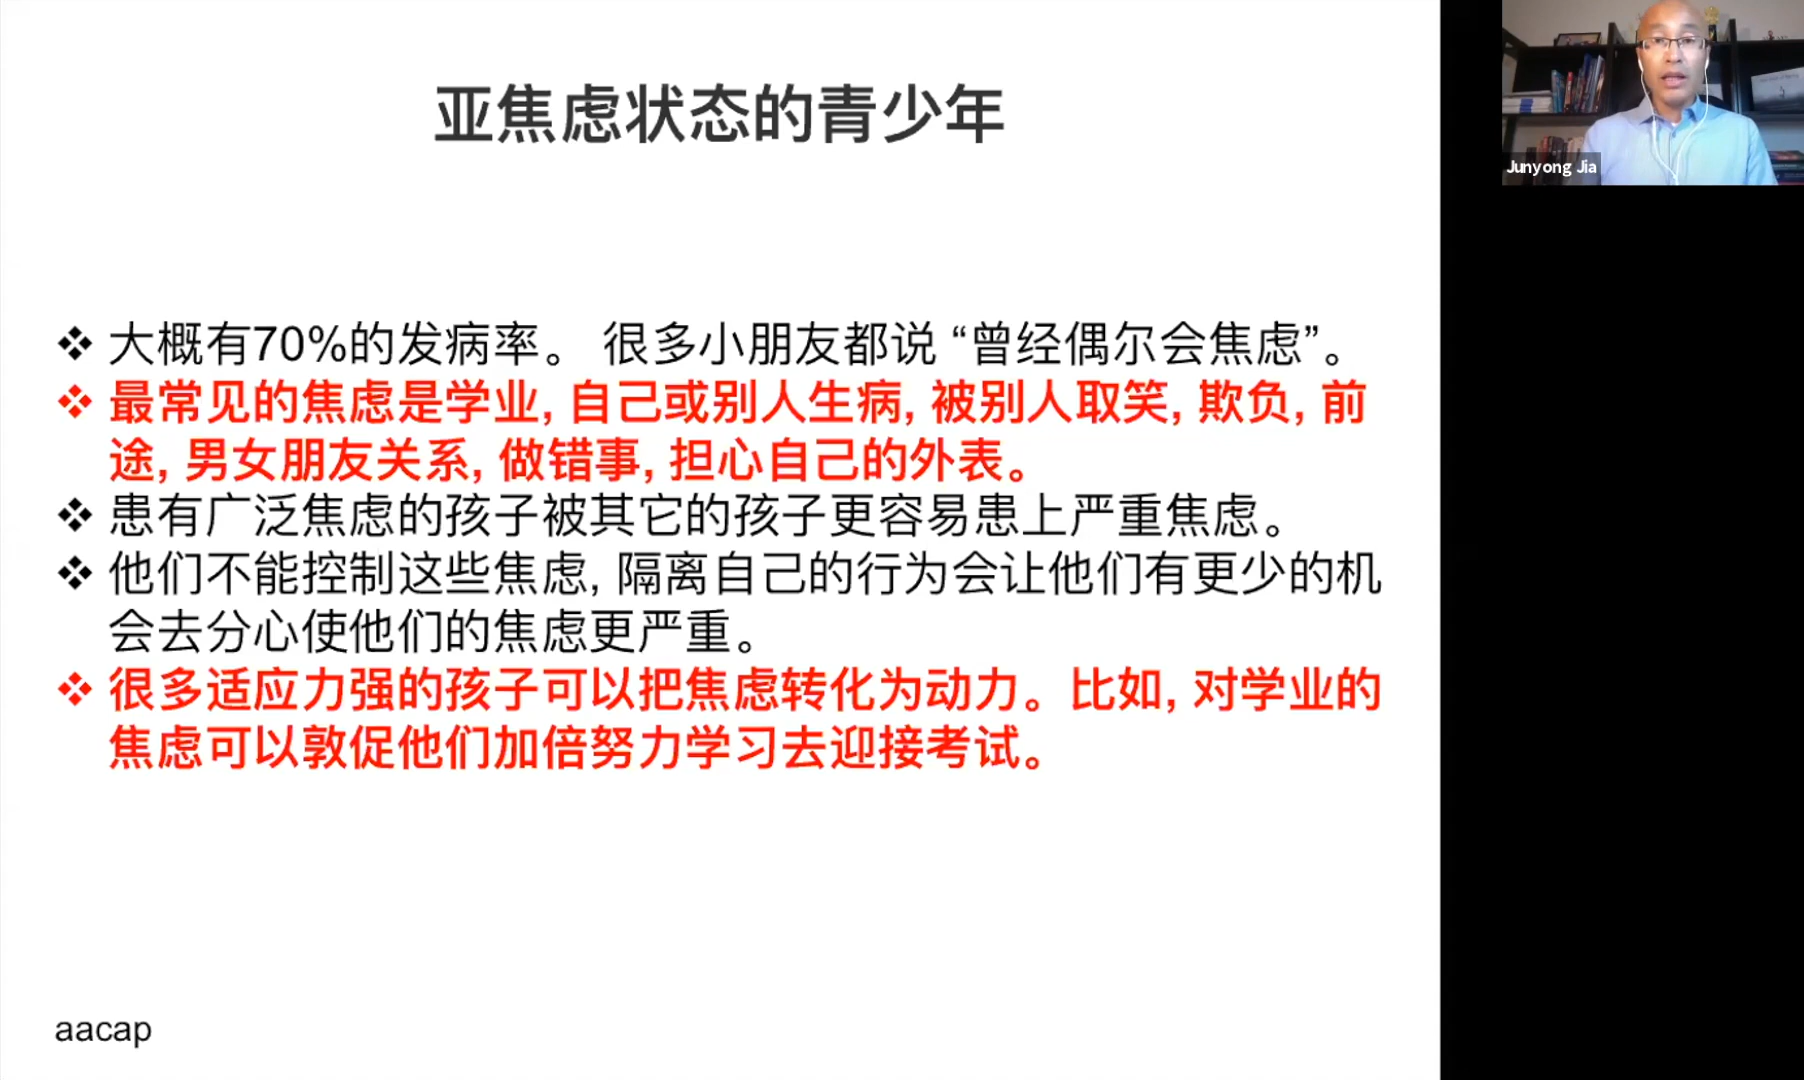 亚焦虑状态的青少年
❖ 大概有70%的发病率。 很多小朋友都说 “曾经偶尔会焦虑”。
❖ 最常见的焦虑是学业, 自己或别人生病, 被别人取笑, 欺负, 前
途, 男女朋友关系, 做错事, 担心自己的外表。
❖ 患有广泛焦虑的孩子被其它的孩子更容易患上严重焦虑。
❖ 他们不能控制这些焦虑, 隔离自己的行为会让他们有更少的机
会去分心使他们的焦虑更严重。
❖ 很多适应力强的孩子可以把焦虑转化为动力。比如, 对学业的
焦虑可以敦促他们加倍努力学习去迎接考试。
aacap
Junyong Jia